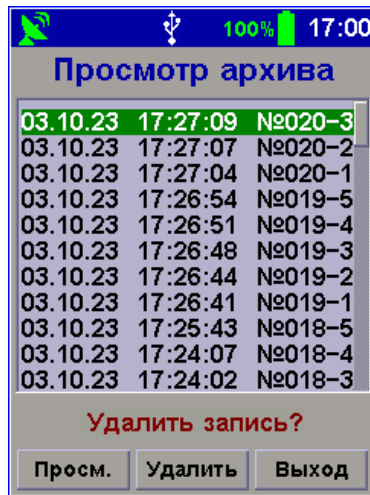 100% 17:00
Просмотр архива
03.10.23 17:27:09 №020-3
03.10.23 17:27:07 №020-2
03.10.23 17:27:04 №020-1
03.10.23 17:26:54 №019-5
03.10.23 17:26:51 №019-4
03.10.23 17:26:48 №019-3
03.10.23 17:26:44 №019-2
03.10.23 17:26:41 №019-1
03.10.23 17:25:43 №018-5
03.10.23 17:24:07 №018-4
03.10.23 17:24:02 №018-3
Удалить запись?
Просм. Удалить Выход